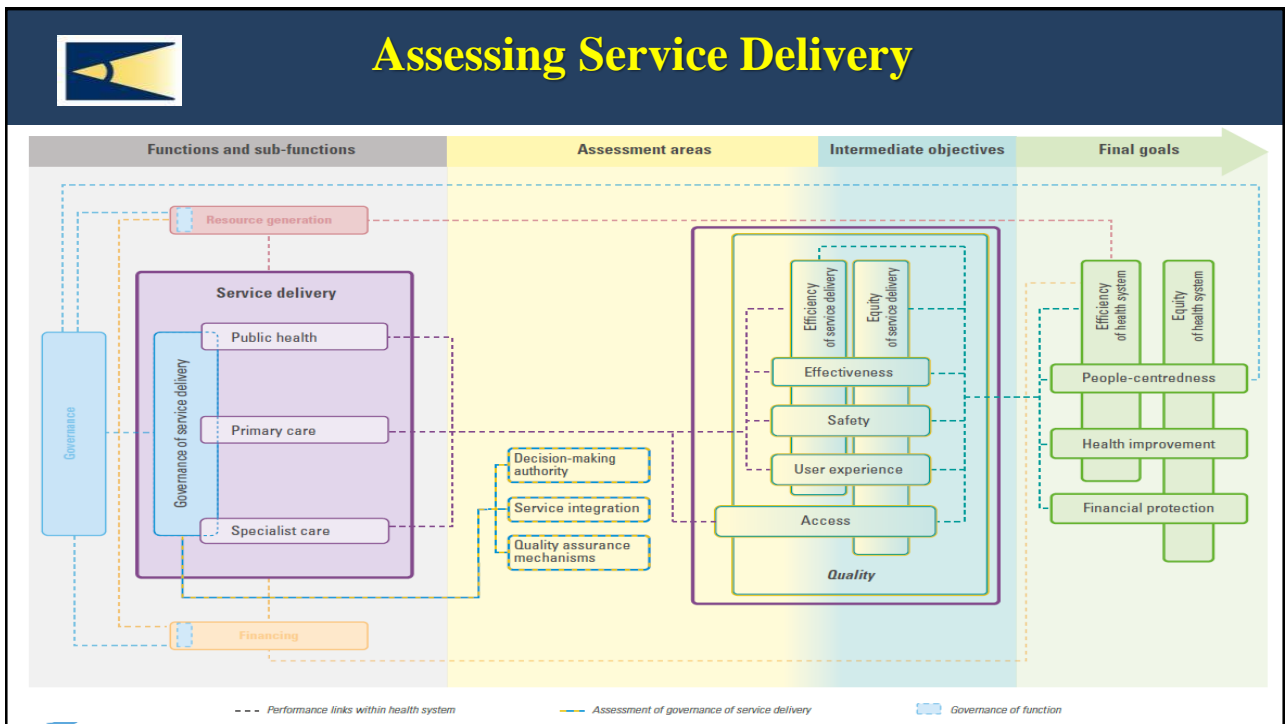 Assessing Service Delivery
Functions and sub-functions
Assessment areas
Intermediate objectives
Final goals
Resource generation
Service delivery
Governance
Governance of service delivery
Public health
Primary care
Specialist care
Financing
Decision-making
authority
Service integration
Quality assurance
mechanisms
Efficiency
of service delivery
Equity
of service delivery
Effectiveness
Safety
User experience
Access
Quality
Efficiency
of health system
Equity
of health system
People-centredness
Health improvement
Financial protection
Performance links within health system
Assessment of governance of service delivery
Governance of function